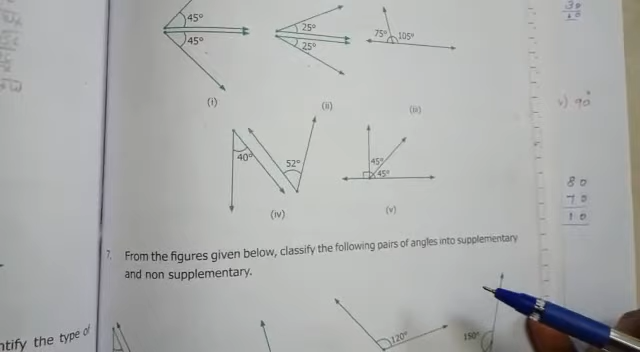 30
60
45°
25°
75° 105°
45°
25°
(i)
(ii)
(iii)
v) 90°
40°
52°
45°
45°
80
70
10
(iv)
(v)
7. From the figures given below, classify the following pairs of angles into supplementary
and non supplementary.
ntify the type of
120°
150°